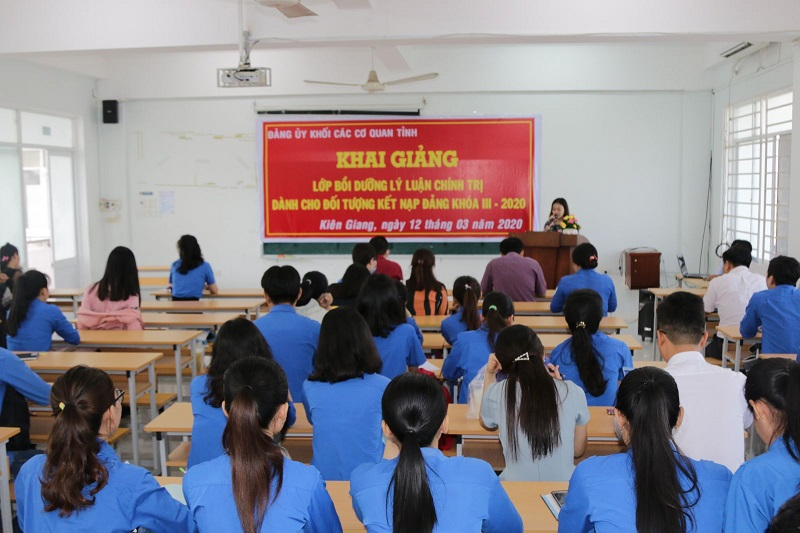 ĐẢNG ỦY KHỐI CÁC CƠ QUAN TỈNH
KHAI GIẢNG
LỚP BỒI DƯỠNG LÝ LUẬN CHÍNH TRỊ
DÀNH CHO ĐỐI TƯỢNG KẾT NẠP ĐẢNG KHÓA III - 2020
Kiên Giang, ngày 12 tháng 03 năm 2020